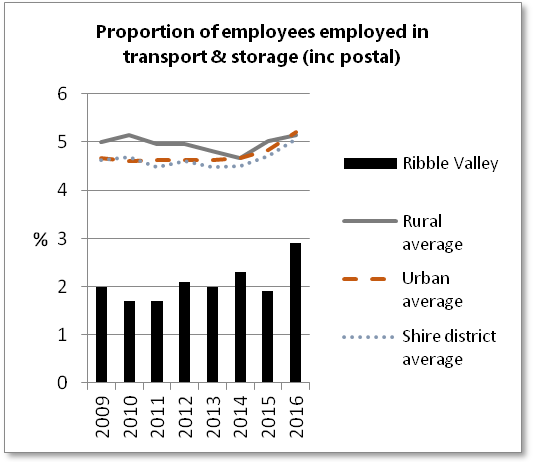 Proportion of employees employed in
transport & storage (inc postal)
6
5
4
3
2
1
0
%
2009
2010
2011
2012
2013
2014
2015
2016
Ribble Valley
Rural
average
Urban
average
Shire district
average